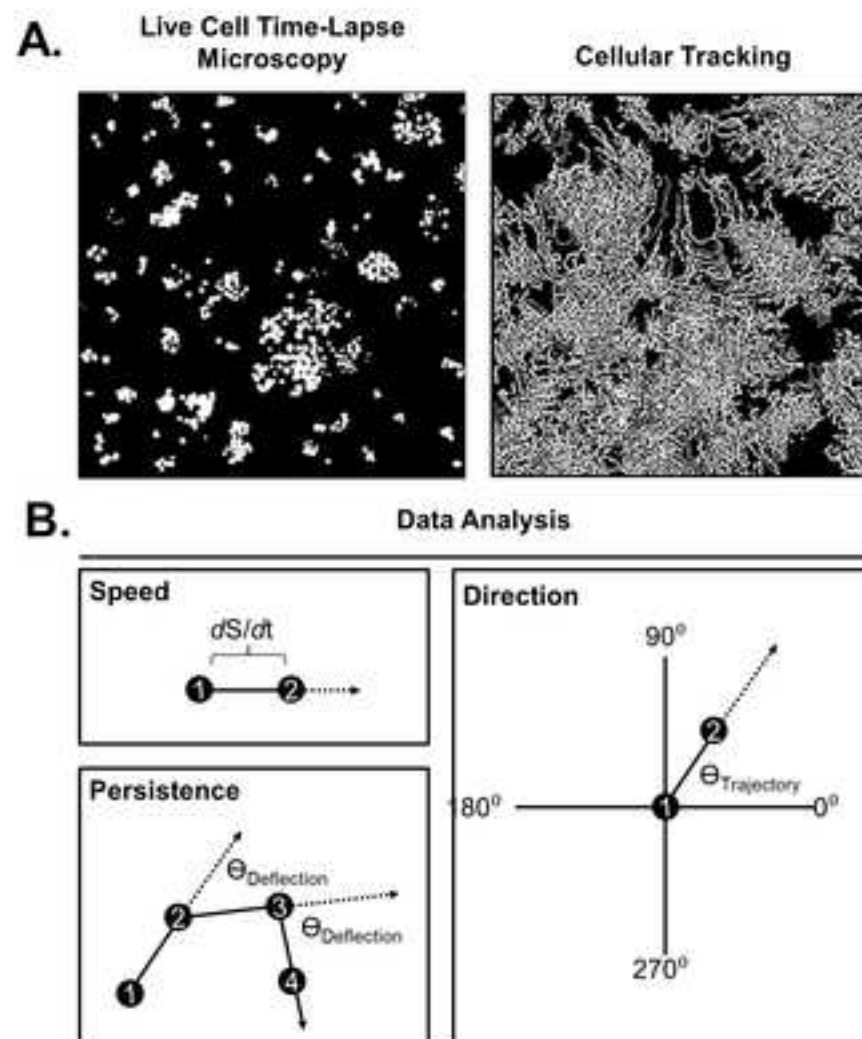 A.
Live Cell Time-Lapse
Microscopy
Cellular Tracking
B.
Data Analysis
Speed
dS/dt
1 2
Persistence
ΘDeflection
2 3
ΘDeflection
1 4
Direction
90°
2
ΘTrajectory
180° 1 0°
270°